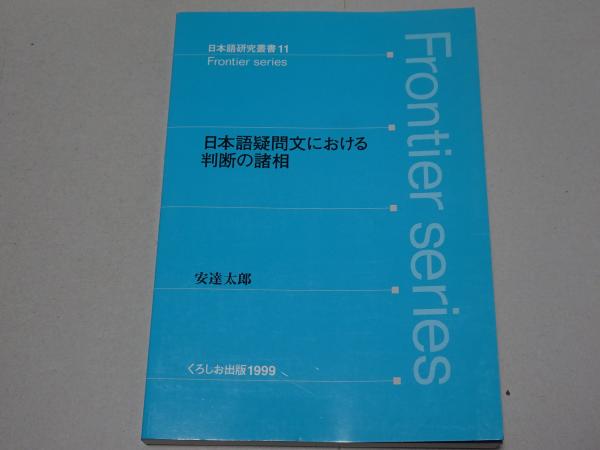 日本語研究叢書11
Frontier series
日本語疑問文における
判断の諸相
安達太郎
くろしお出版1999
Frontier series